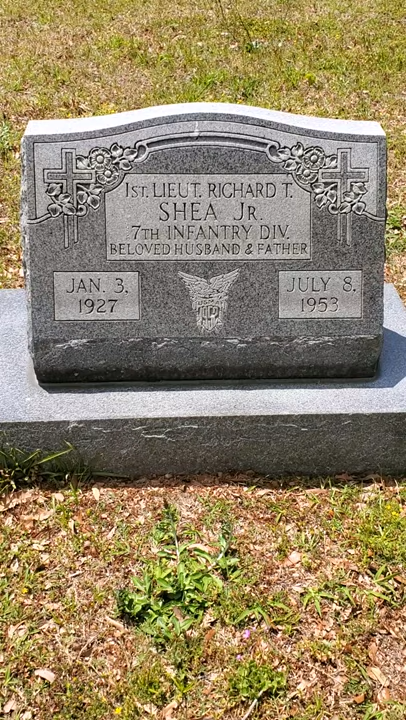 1ST. LIEUT. RICHARD T.
SHEA JR.
7TH INFANTRY DIV.
BELOVED HUSBAND & FATHER
JAN. 3,
1927
JULY 8,
1953